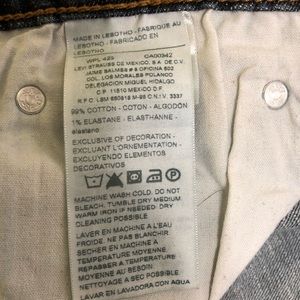 MADE IN LESOTHO - FABRIQUE AU
LESOTHO - FABRICADO EN
LESOTHO
WPL 423 CA00342
LEVI STRAUSS DE MEXICO, S.A. DE C.V.
JAIME BALMES # 8 OFICINA 602
COL. LOS MORALES POLANCO
DELEGACION MIGUEL HIDALGO
C.P. 11510 MEXICO D.F.
R.F.C. LSM 3337
99% COTTON - COTON - ALGODÓN
1% ELASTANE - ELASTHANNE -
elastano
EXCLUSIVE OF DECORATION -
EXCLUANT L'ORNEMENTATION -
EXCLUYENDO ELEMENTOS
DECORATIVOS
MACHINE WASH COLD. DO NOT
BLEACH. TUMBLE DRY MEDIUM
WARM IRON IF NEEDED. DRY
CLEANING POSSIBLE
LAVER EN MACHINE A L'EAU
FROIDE. NE PAS BLANCHIR
SECHER EN MACHINE A
TEMPERATURE MOYENNE
REPASSER A TEMPERATURE
MOYENNE AU BESOIN
NETTOYAGE A SEC POSSIBLE
LAVAR EN LAVADORA CON AGUA